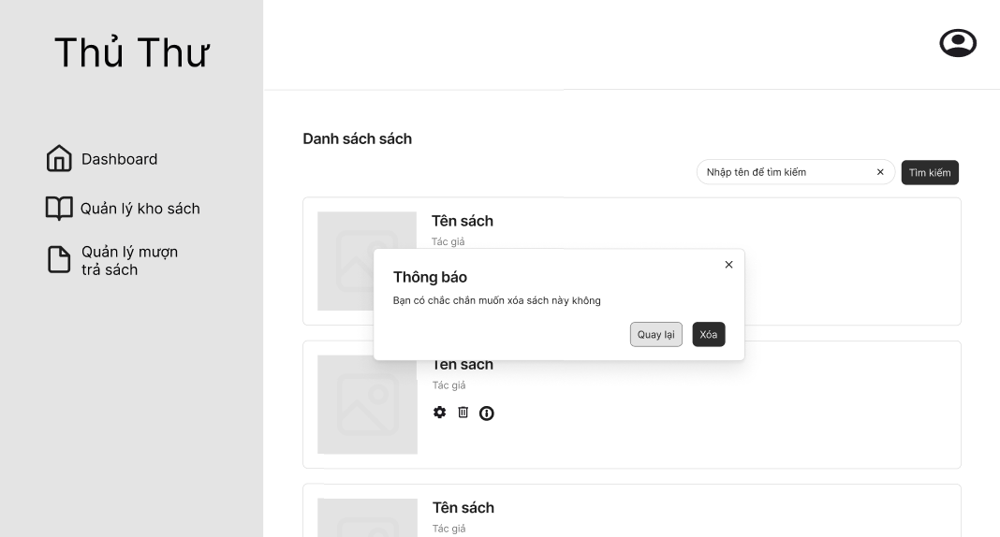 Thủ Thư
Dashboard
Quản lý kho sách
Quản lý mượn
trả sách
Danh sách sách
Nhập tên để tìm kiếm
Tìm kiếm
Tên sách
Tác giả
Thông báo
Bạn có chắc chắn muốn xóa sách này không
Quay lại
Xóa
Tên sách
Tác giả
Tên sách
Tác giả